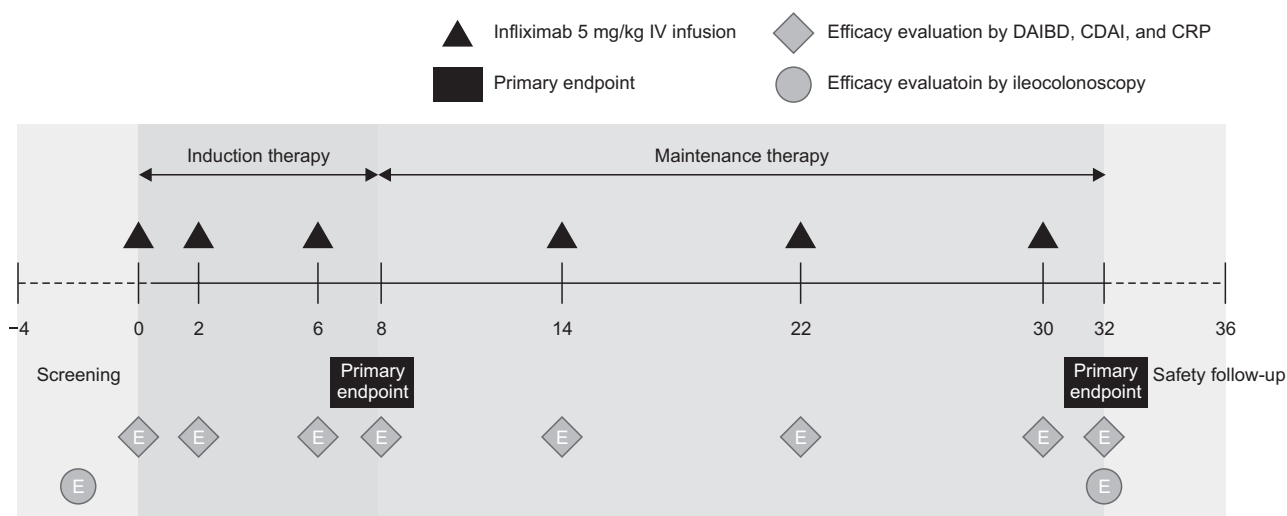 Infliximab 5 mg/kg IV infusion
Efficacy evaluation by DAIBD, CDAI, and CRP
Primary endpoint
Efficacy evaluatoin by ileocolonoscopy
Induction therapy
Maintenance therapy
−4 0 2 6 8 14 22 30 32 36
Screening
Primary
endpoint
Primary
endpoint
Safety follow-up
E E E E E E E E
E E